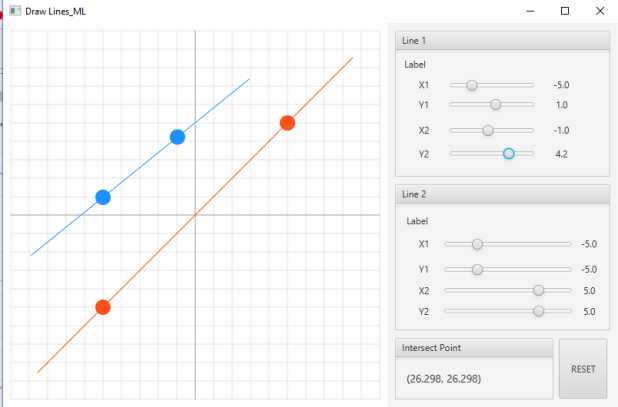 Draw Lines_ML
Line 1
Label
X1 -5.0
Y1 1.0
X2 -1.0
Y2 4.2
Line 2
Label
X1 -5.0
Y1 -5.0
X2 5.0
Y2 5.0
Intersect Point
(26.298, 26.298)
RESET